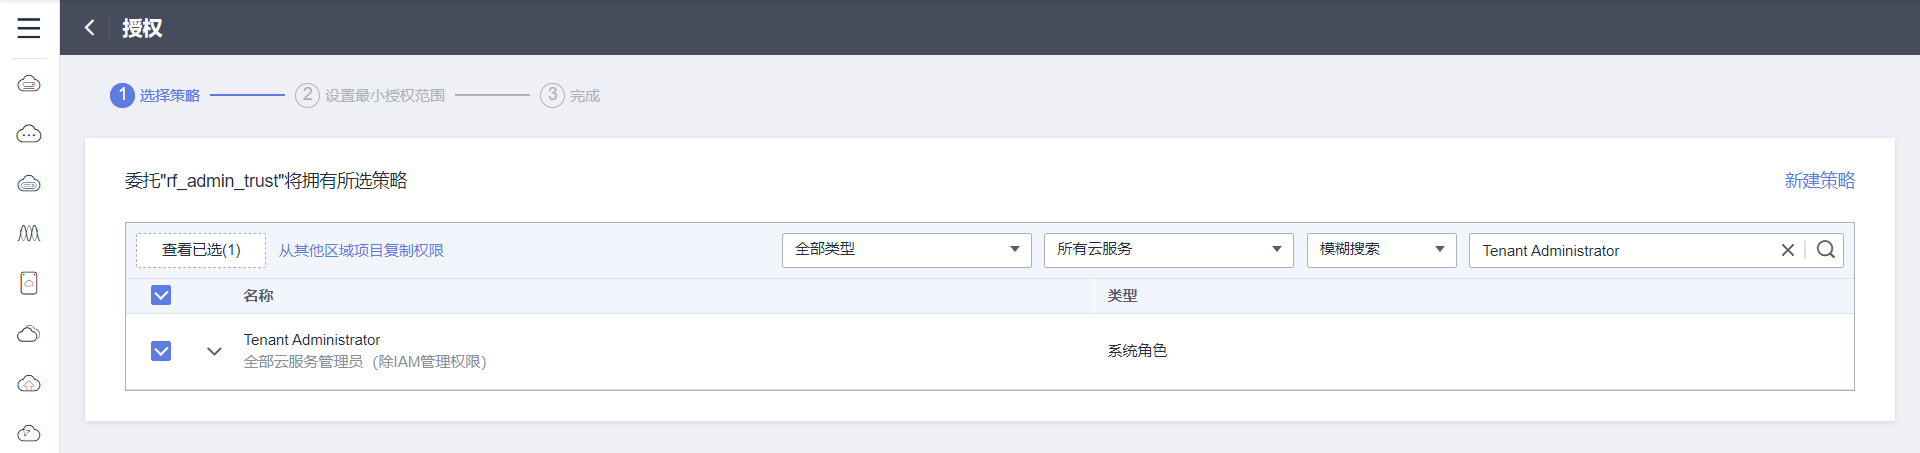 授权
1 选择策略 2 设置最小授权范围 3 完成
委托"rf_admin_trust"将拥有所选策略 新建策略
查看已选(1) 从其他区域项目复制权限 全部类型 所有云服务 模糊搜索 Tenant Administrator
名称 类型
Tenant Administrator
全部云服务管理员（除IAM管理权限）
系统角色